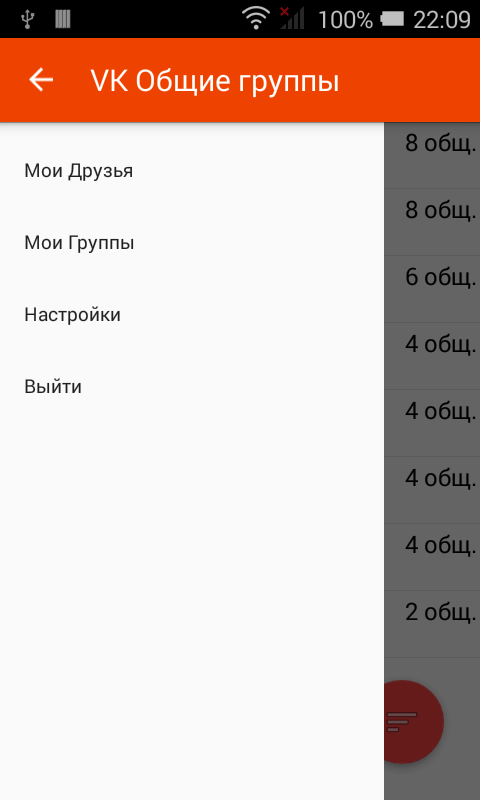 100% 22:09
VK Общие группы
8 общ.
Мои Друзья
8 общ.
Мои Группы
6 общ.
Настройки
4 общ.
Выйти
4 общ.
4 общ.
4 общ.
2 общ.